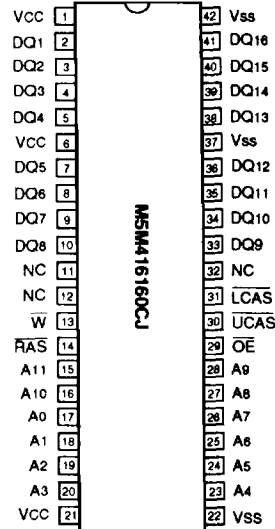 VCC 1 42 Vss
DQ1 2 41 DQ16
DQ2 3 40 DQ15
DQ3 4 39 DQ14
DQ4 5 38 DQ13
VCC 6 37 Vss
DQ5 7 36 DQ12
DQ6 8 35 DQ11
DQ7 9 34 DQ10
DQ8 10 33 DQ9
NC 11 32 NC
NC 12 31 LCAS
W 13 30 UCAS
RAS 14 29 OE
A11 15 28 A9
A10 16 27 A8
A0 17 26 A7
A1 18 25 A6
A2 19 24 A5
A3 20 23 A4
VCC 21 22 VSS
M5M416160CJ